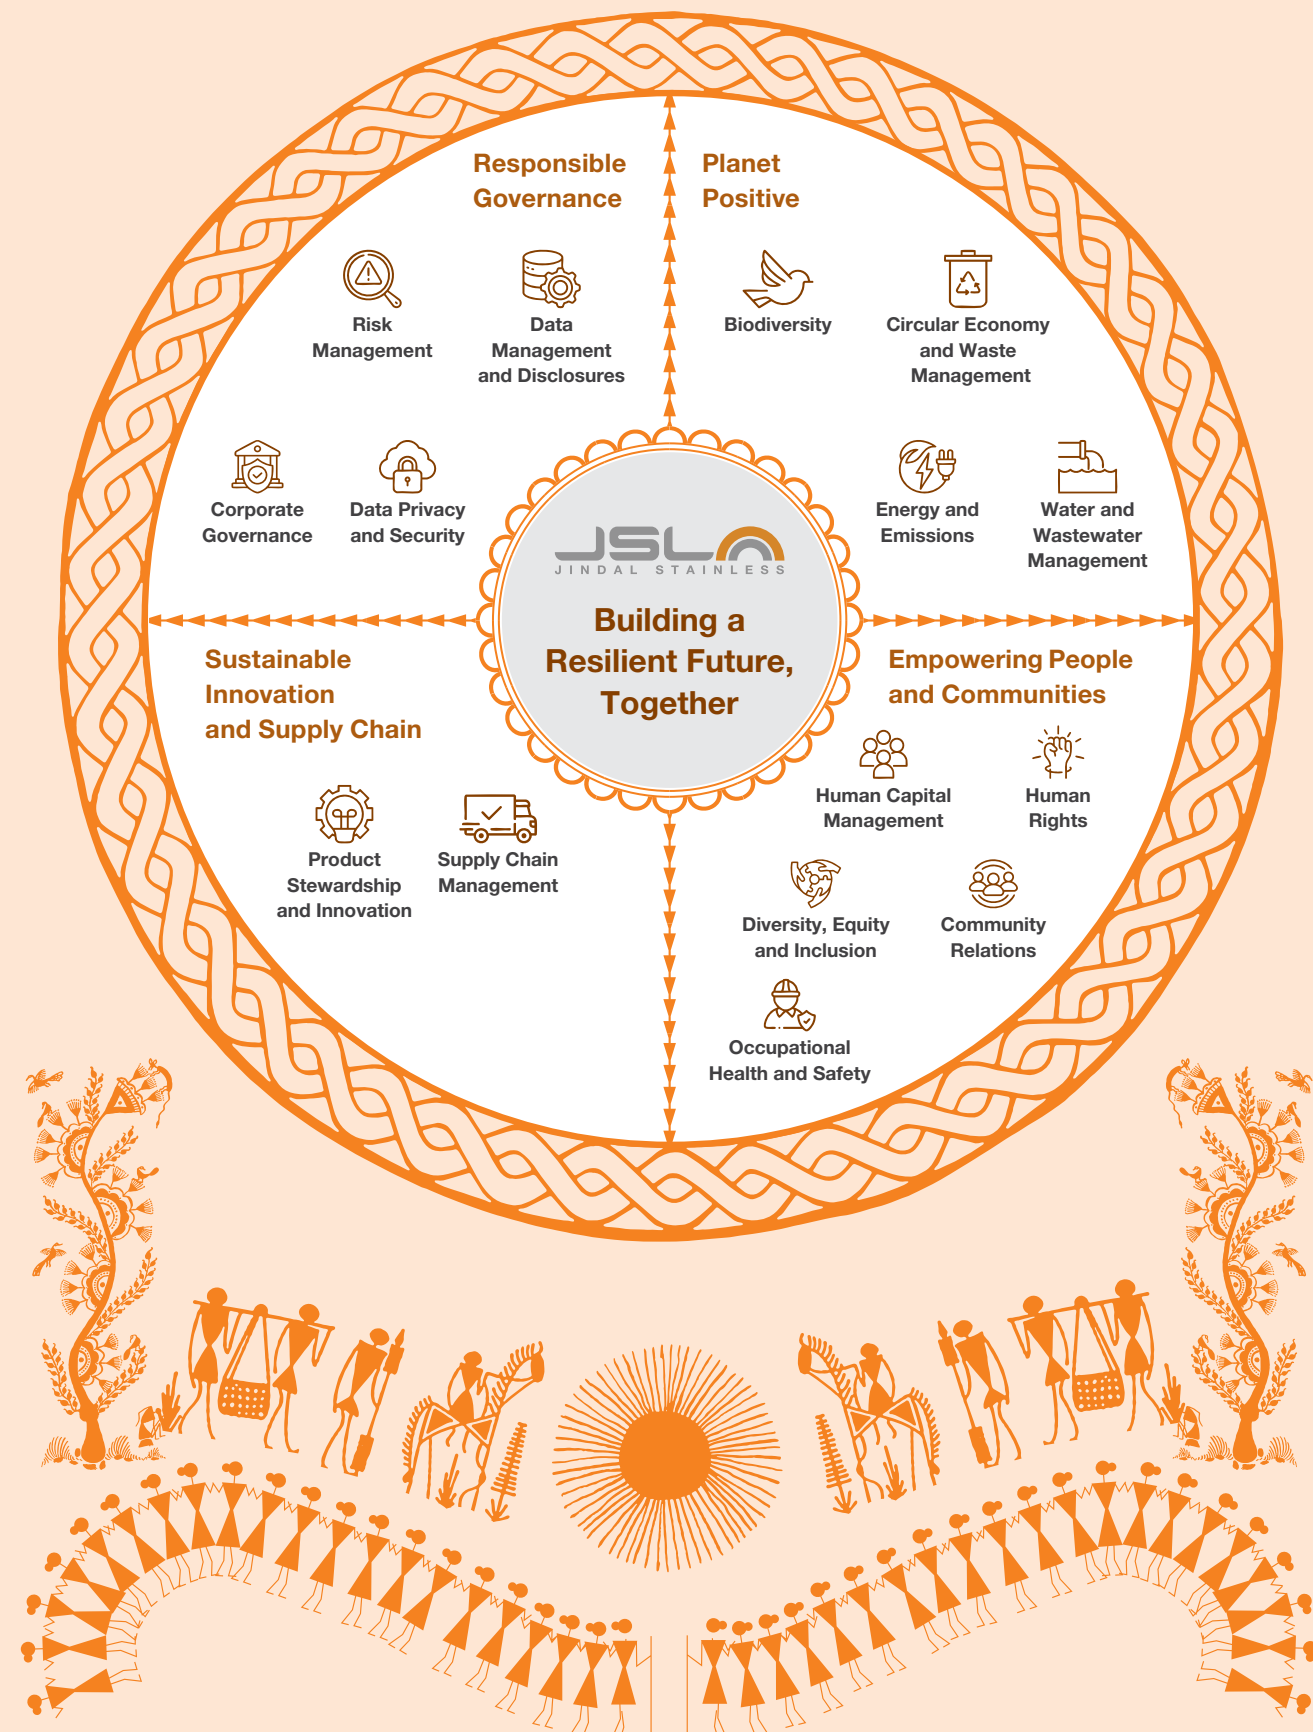 Responsible
Governance
Risk
Management
Data
Management
and Disclosures
Corporate
Governance
Data Privacy
and Security
Planet
Positive
Biodiversity
Circular Economy
and Waste
Management
Energy and
Emissions
Water and
Wastewater
Management
JSL
JINDAL STAINLESS
Building a
Resilient Future,
Together
Sustainable
Innovation
and Supply Chain
Product
Stewardship
and Innovation
Supply Chain
Management
Empowering People
and Communities
Human Capital
Management
Human
Rights
Diversity, Equity
and Inclusion
Community
Relations
Occupational
Health and Safety